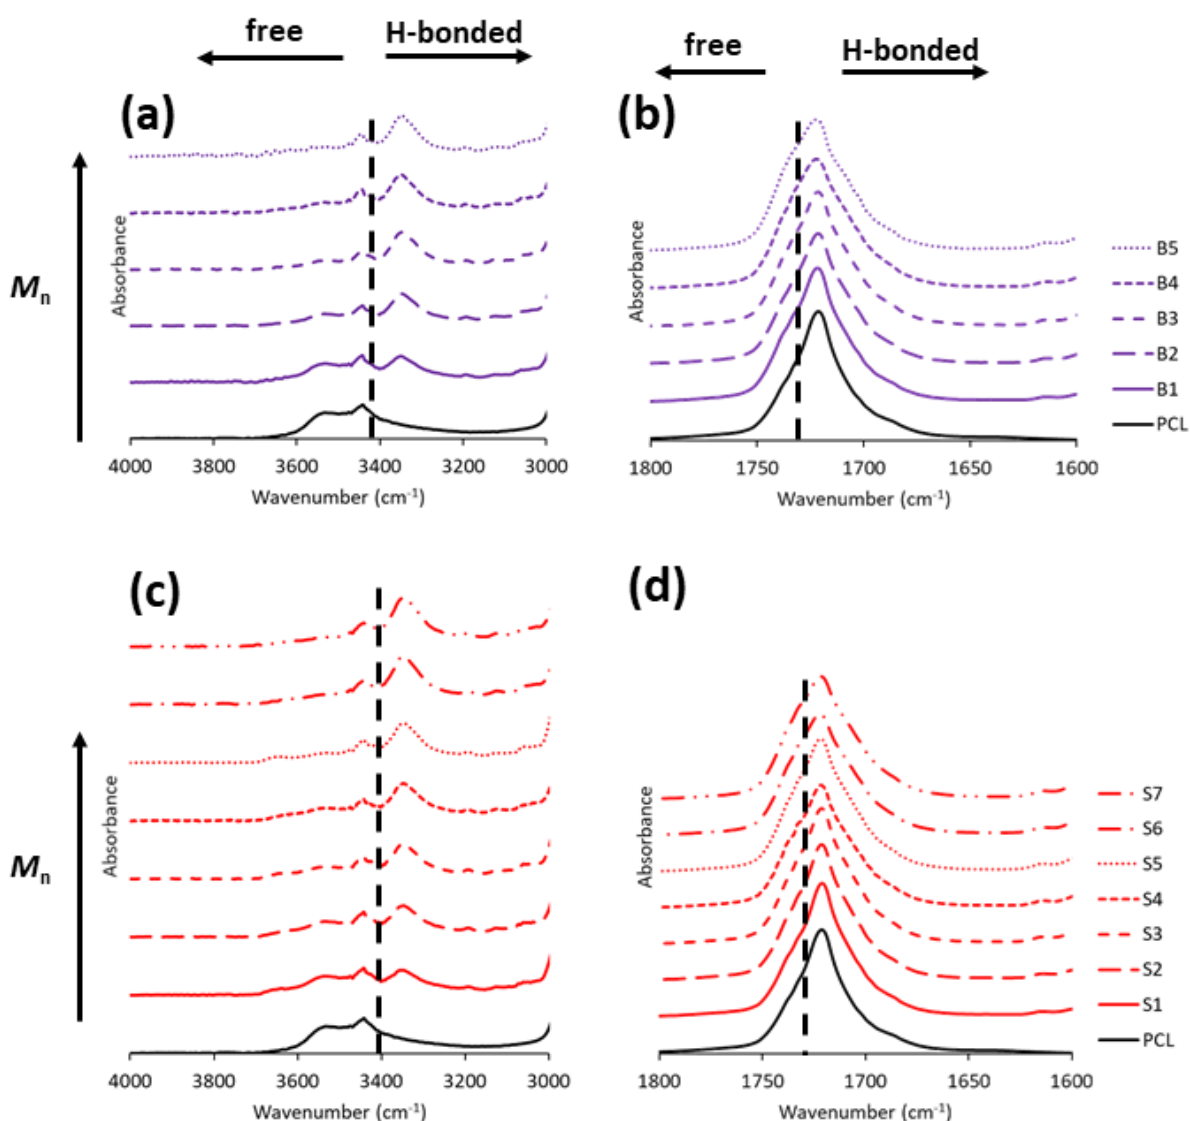 free
H-bonded
free
H-bonded
(a)
(b)
Absorbance
Mn
4000 3800 3600 3400 3200 3000
Wavenumber (cm-1)
Absorbance
1800 1750 1700 1650 1600
Wavenumber (cm-1)
B5
B4
B3
B2
B1
PCL
(c)
(d)
Absorbance
Mn
4000 3800 3600 3400 3200 3000
Wavenumber (cm-1)
Absorbance
1800 1750 1700 1650 1600
Wavenumber (cm-1)
S7
S6
S5
S4
S3
S2
S1
PCL